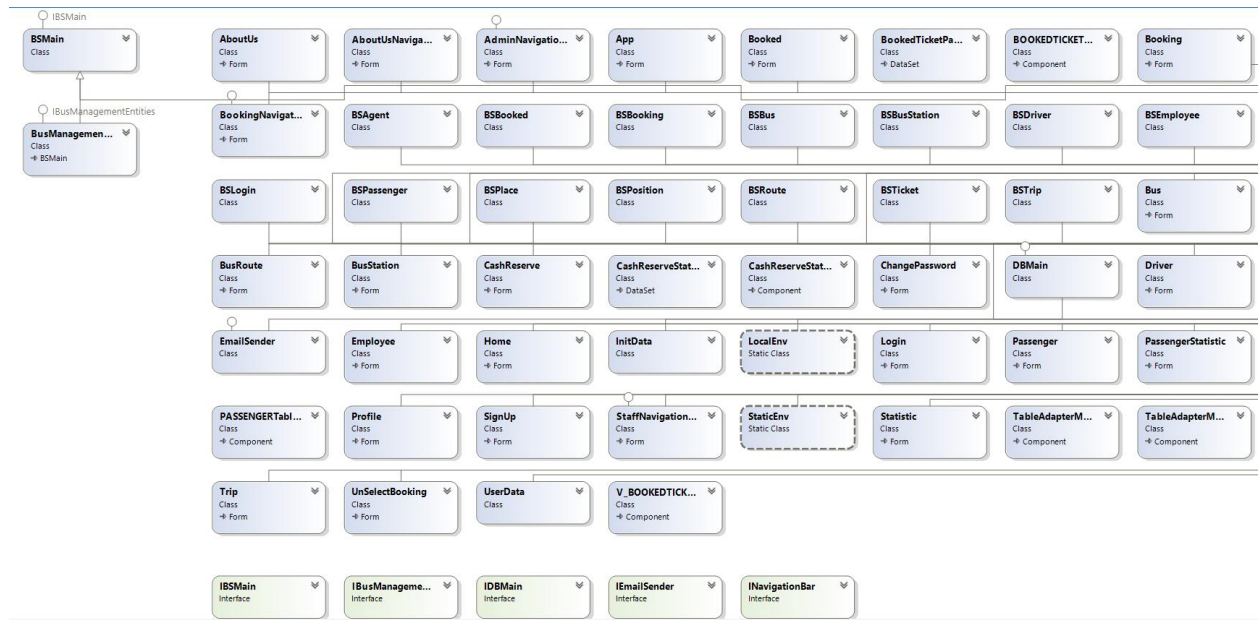 IBSMain
BSMain
Class
AboutUs
Class
Form
AboutUsNaviga...
Class
Form
AdminNavigatio...
Class
Form
App
Class
Form
Booked
Class
Form
BookedTicketPa...
Class
DataSet
BOOKEDTICKET...
Class
Component
Booking
Class
Form
IBusManagementEntities
BusManagemen...
Class
BSMain
BookingNavigat...
Class
Form
BSAgent
Class
BSBooked
Class
BSBooking
Class
BSBus
Class
BSBusStation
Class
BSDriver
Class
BSEmployee
Class
BSLogin
Class
BSPassenger
Class
BSPlace
Class
BSPosition
Class
BSRoute
Class
BSTicket
Class
BSTrip
Class
Bus
Class
Form
BusRoute
Class
Form
BusStation
Class
Form
CashReserve
Class
Form
CashReserveStat...
Class
DataSet
CashReserveStat...
Class
Component
ChangePassword
Class
Form
DBMain
Class
Driver
Class
Form
EmailSender
Class
Employee
Class
Form
Home
Class
Form
InitData
Class
LocalEnv
Static Class
Login
Class
Form
Passenger
Class
Form
PassengerStatistic
Class
Form
PASSENGERTabl...
Class
Component
Profile
Class
Form
SignUp
Class
Form
StaffNavigation...
Class
Form
StaticEnv
Static Class
Statistic
Class
Form
TableAdapterM...
Class
Component
TableAdapterM...
Class
Component
Trip
Class
Form
UnSelectBooking
Class
Form
UserData
Class
V_BOOKEDTICK...
Class
Component
IBSMain
Interface
IBusManageme...
Interface
IDBMain
Interface
IEmailSender
Interface
INavigationBar
Interface